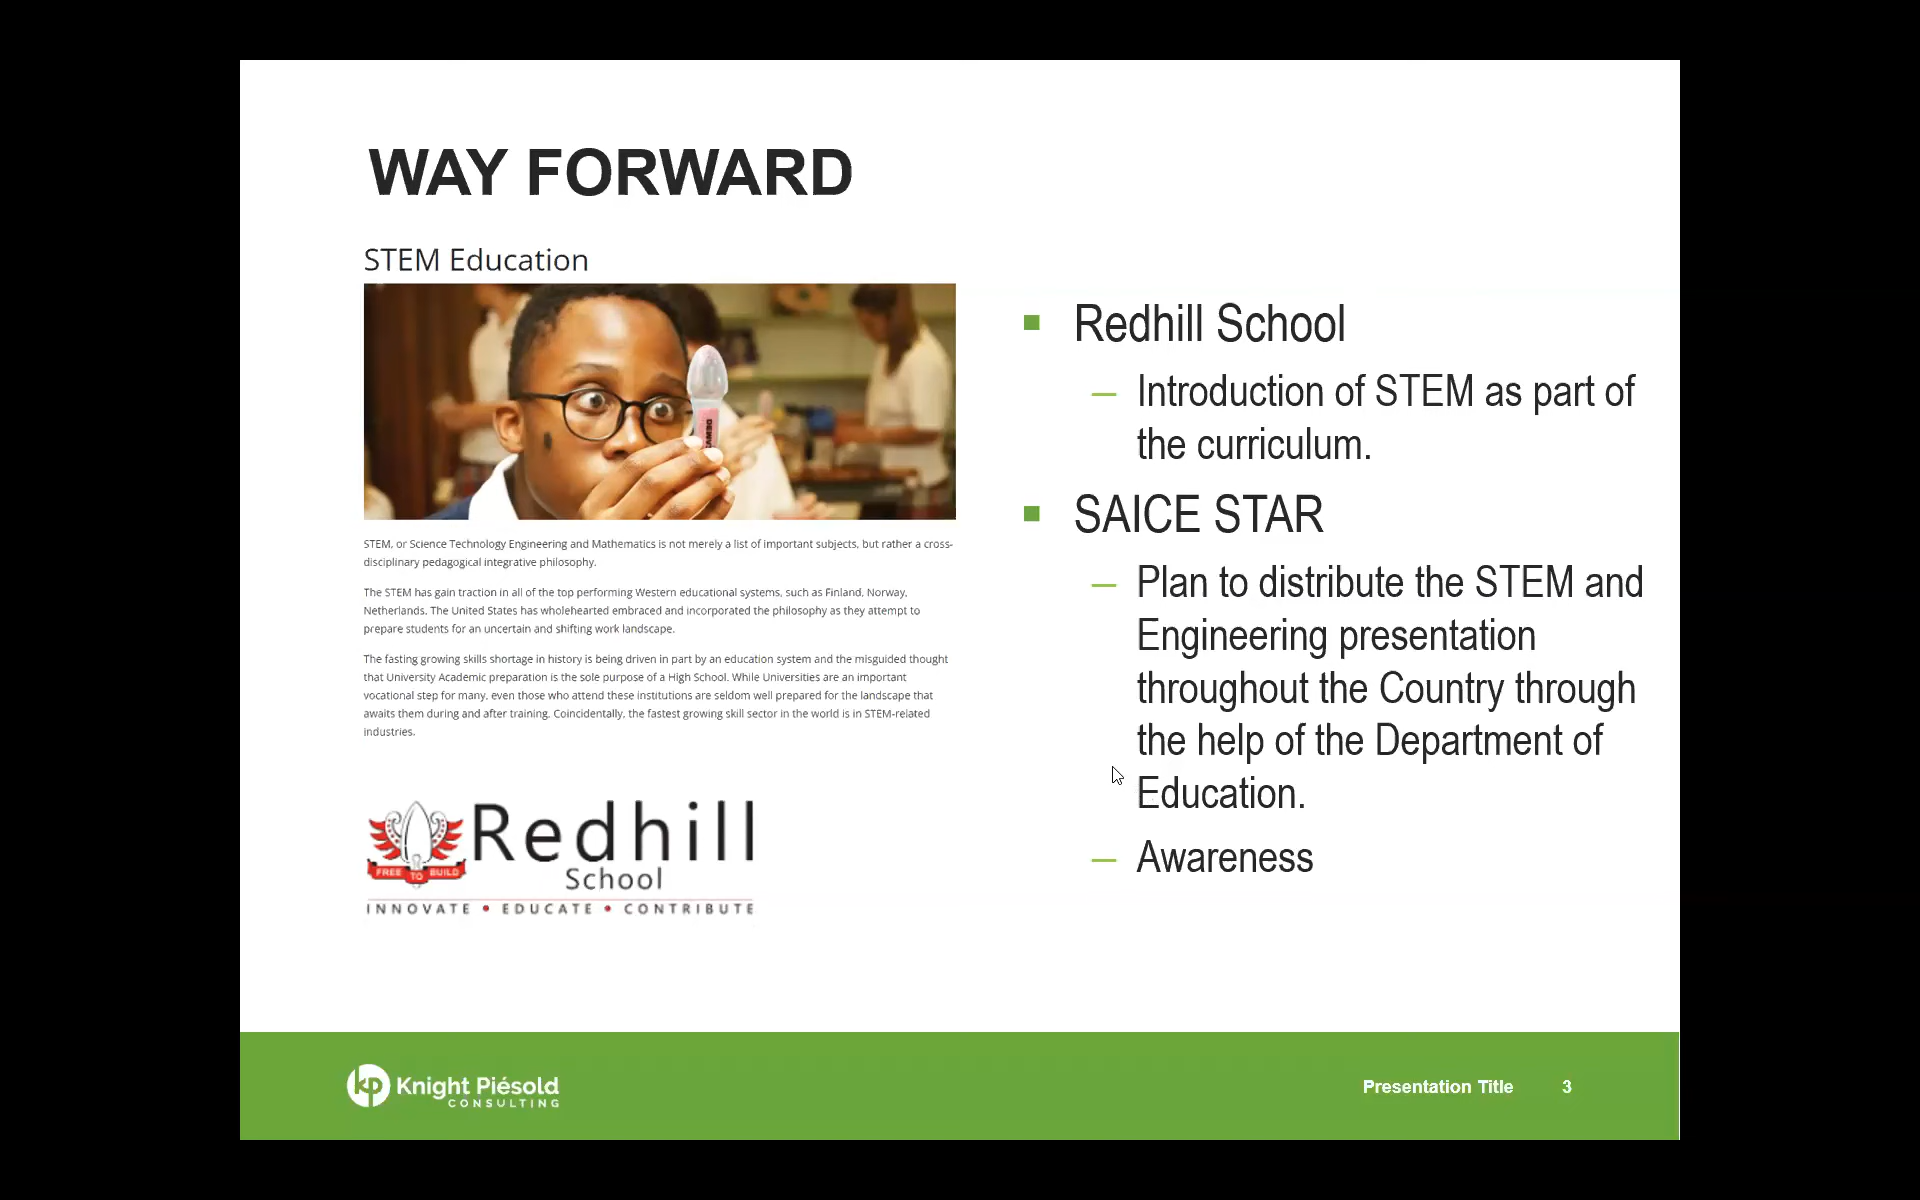 WAY FORWARD
STEM Education
STEM, or Science Technology Engineering and Mathematics is not merely a list of important subjects, but rather a cross-
disciplinary pedagogical integrative philosophy.
The STEM has gain traction in all of the top performing Western educational systems, such as Finland, Norway,
Netherlands. The United States has wholehearted embraced and incorporated the philosophy as they attempt to
prepare students for an uncertain and shifting work landscape.
The fasting growing skills shortage in history is being driven in part by an education system and the misguided thought
that University Academic preparation is the sole purpose of a High School. While Universities are an important
vocational step for many, even those who attend these institutions are seldom well prepared for the landscape that
awaits them during and after training. Coincidentally, the fastest growing skill sector in the world is in STEM-related
industries.
FREE TO BUILD
Redhill
School
INNOVATE • EDUCATE • CONTRIBUTE
■ Redhill School
— Introduction of STEM as part of
the curriculum.
■ SAICE STAR
— Plan to distribute the STEM and
Engineering presentation
throughout the Country through
the help of the Department of
Education.
— Awareness
kp Knight Piésold
CONSULTING
Presentation Title 3